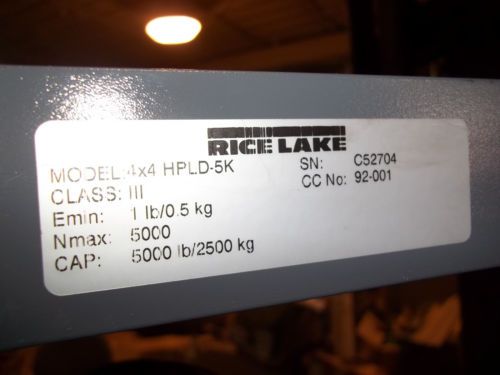 RICE LAKE
MODEL: 4x4 HPLD-5K SN: C52704
CLASS: III CC No: 92-001
Emin: 1 lb/0.5 kg
Nmax: 5000
CAP: 5000 lb/2500 kg